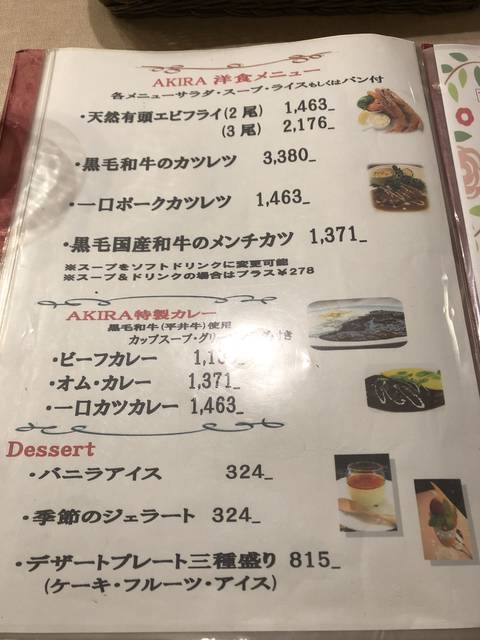 AKIRA 洋食メニュー
各メニューサラダ・スープ・ライスもしくはパン付
・天然有頭エビフライ(2尾) 1,463_
(3尾) 2,176_
・黒毛和牛のカツレツ 3,380_
・一口ポークカツレツ 1,463_
・黒毛国産和牛のメンチカツ 1,371_
※スープをソフトドリンクに変更可能
※スープ&ドリンクの場合はプラス¥278
AKIRA特製カレー
黒毛和牛(平井牛)使用
カップスープ・グリーン 付き
・ビーフカレー
・オム・カレー 1,371_
・一口カツカレー 1,463_
Dessert
・バニラアイス 324_
・季節のジェラート 324_
・デザートプレート三種盛り 815_
(ケーキ・フルーツ・アイス)